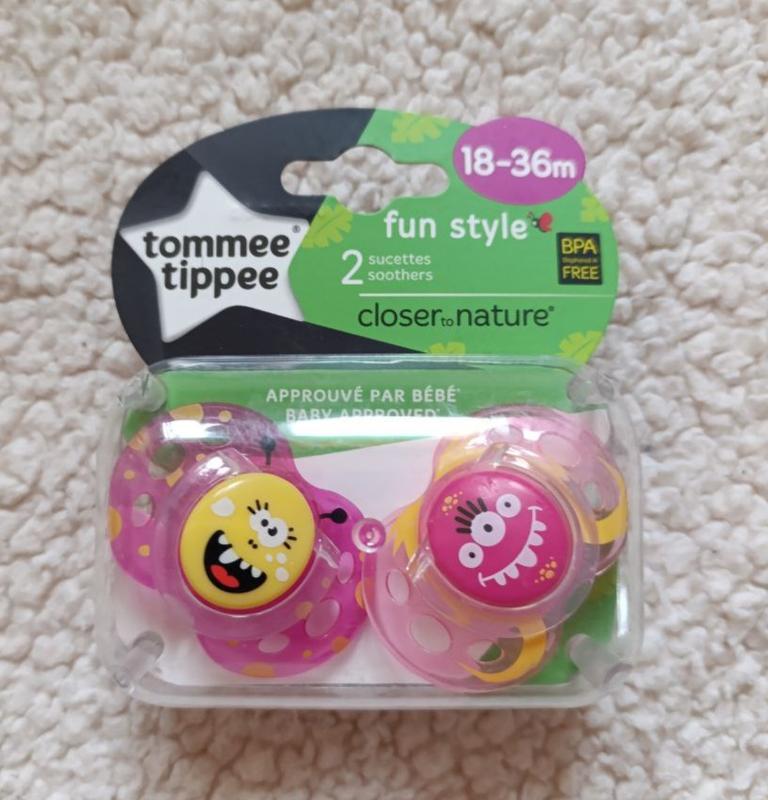 18-36m
tommee®
tippee
fun style
2 sucettes
soothers
BPA
FREE
closer to nature®
APPROUVÉ PAR BÉBÉ*
BABY APPROVED*